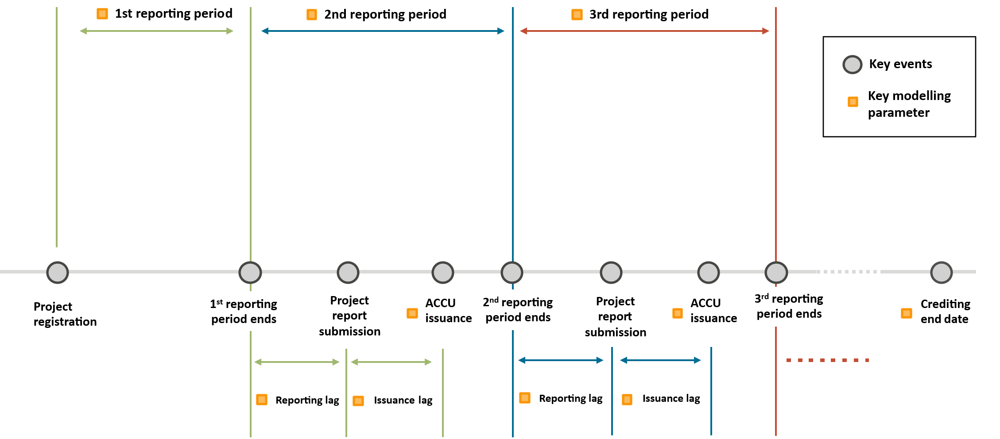 1st reporting period
2nd reporting period
3rd reporting period
Key events
Key modelling
parameter
Project
registration
1st reporting
period ends
Project
report
submission
ACCU
issuance
2nd reporting
period ends
Project
report
submission
ACCU
issuance
3rd reporting
period ends
Crediting
end date
Reporting lag
Issuance lag
Reporting lag
Issuance lag